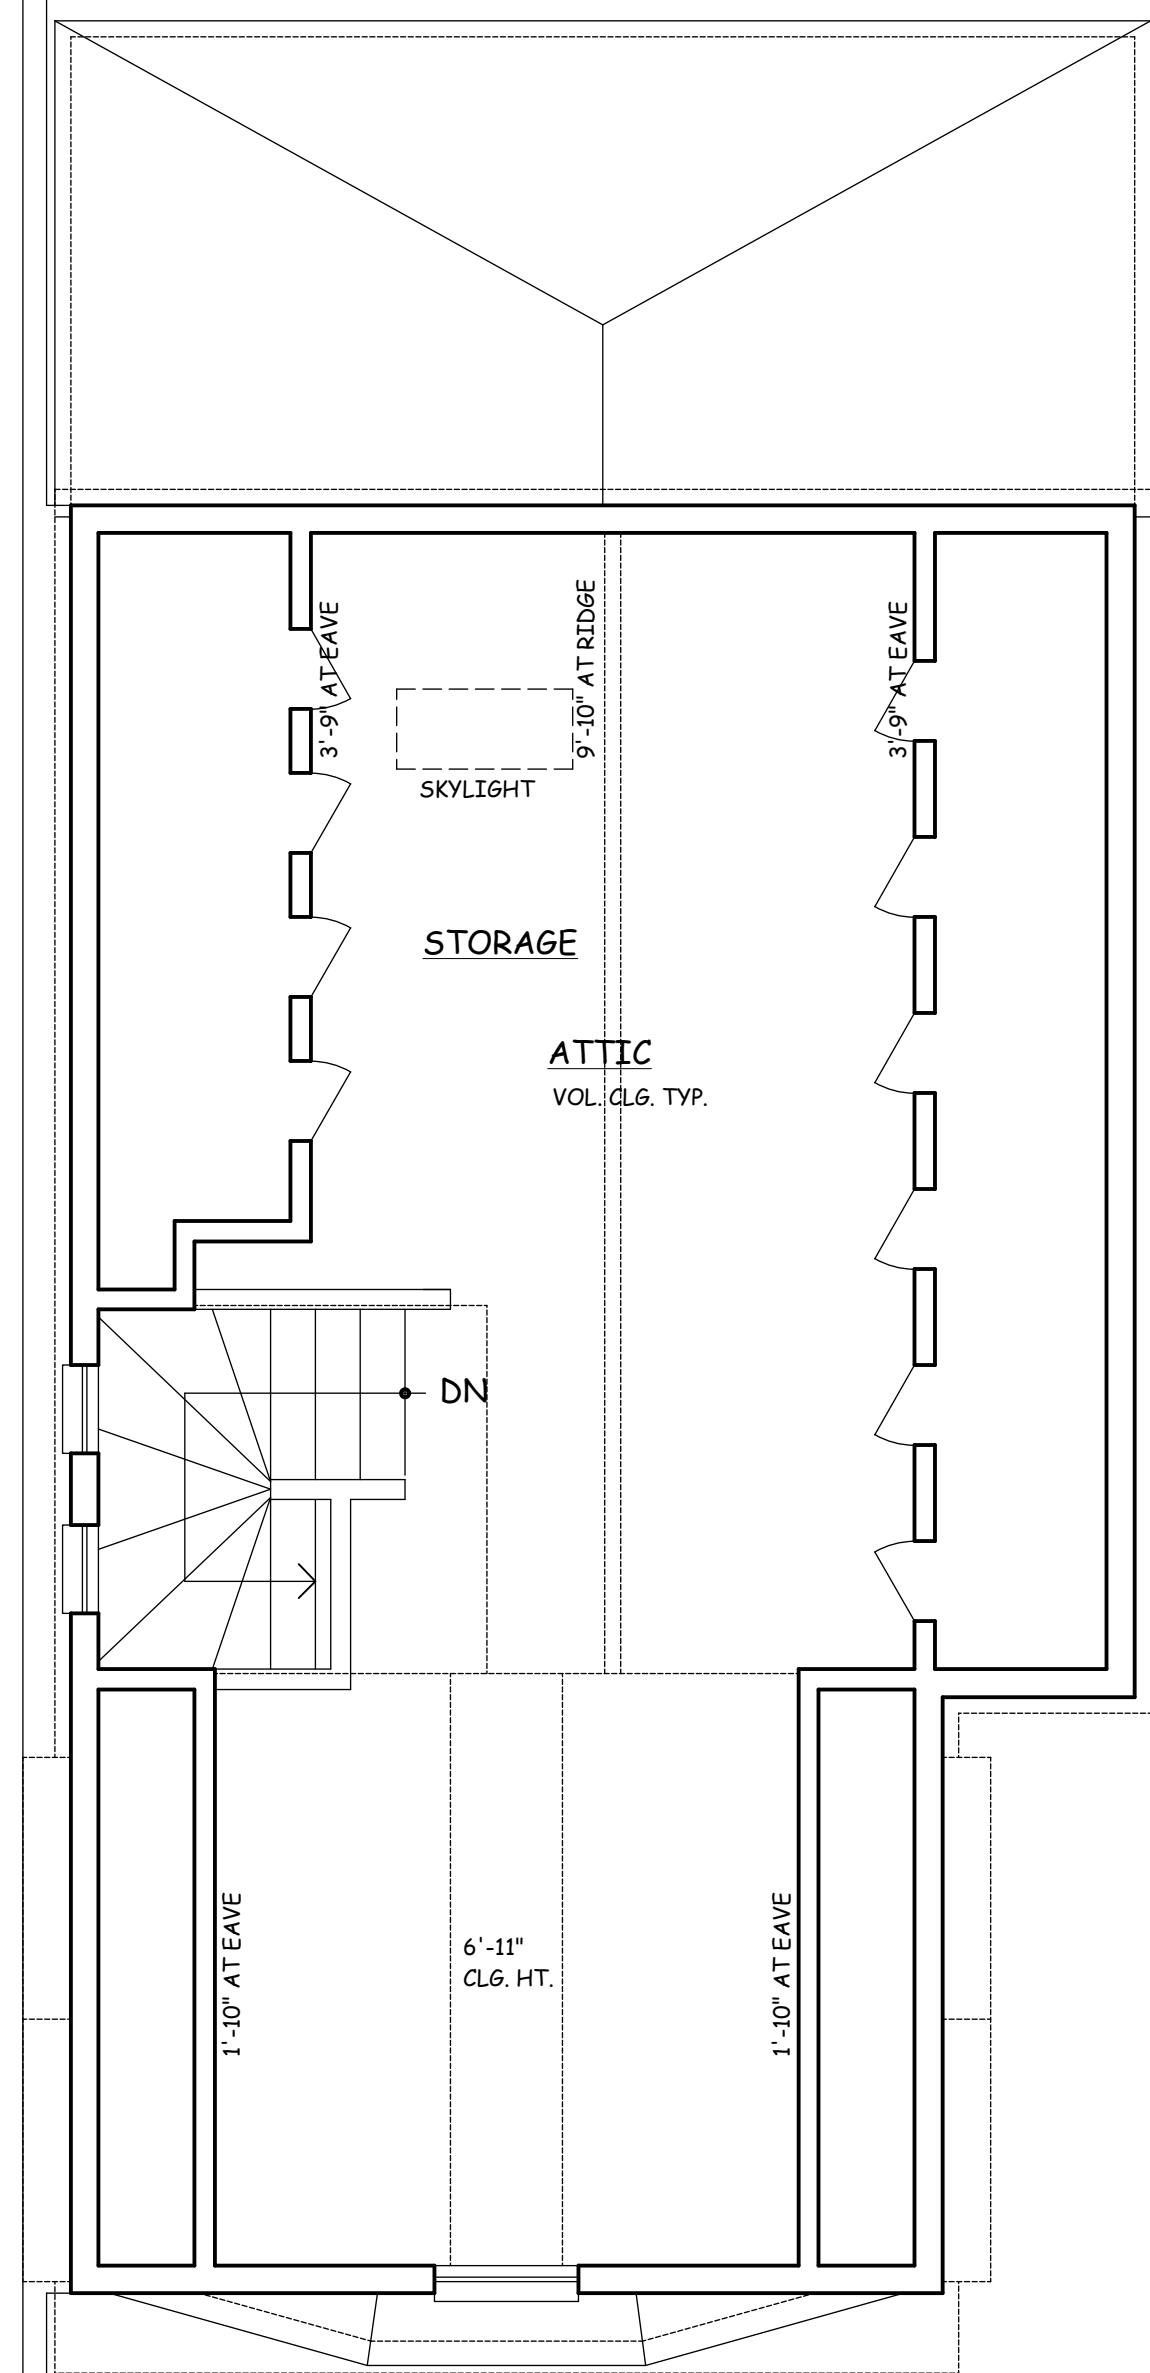 3'-9" AT EAVE
9'-10" AT RIDGE
3'-9" AT EAVE
SKYLIGHT
STORAGE
ATTIC
VOL. CLG. TYP.
DN
1'-10" AT EAVE
6'-11"
CLG. HT.
1'-10" AT EAVE